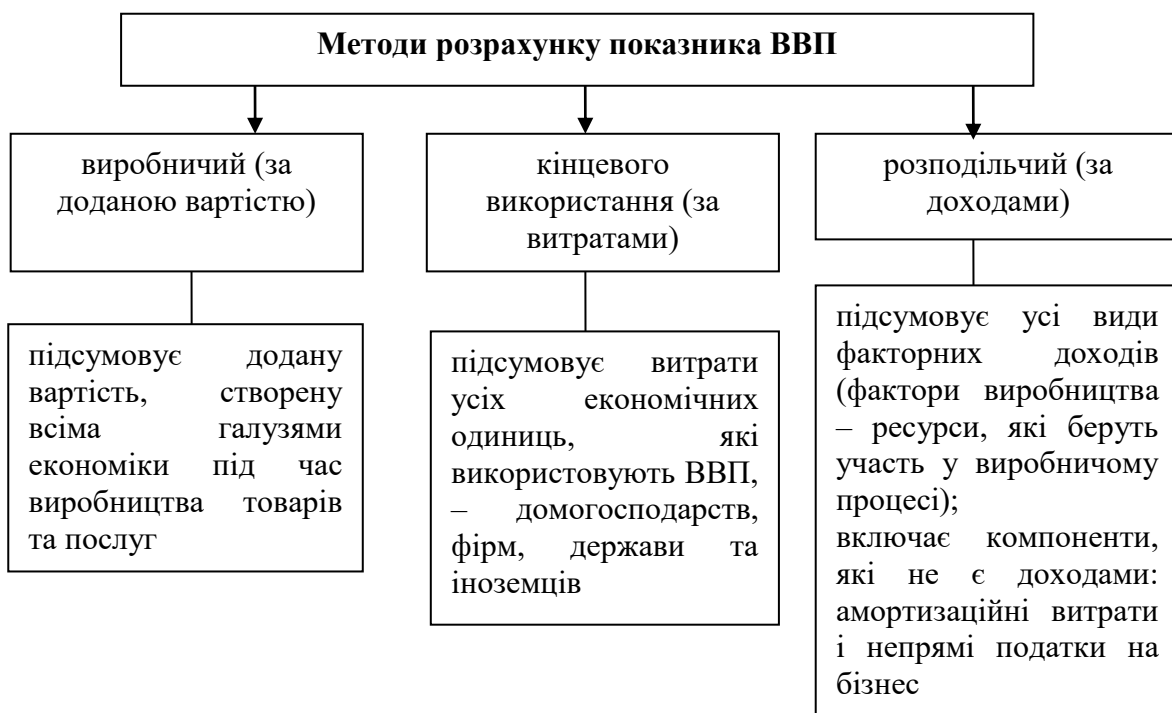 Методи розрахунку показника ВВП
виробничий (за
доданою вартістю)
кінцевого
використання (за
витратами)
розподільчий (за
доходами)
підсумовує додану
вартість, створену
всіма галузями
економіки під час
виробництва товарів
та послуг
підсумовує витрати
усіх економічних
одиниць, які
використовують ВВП,
– домогосподарств,
фірм, держави та
іноземців
підсумовує усі види
факторних доходів
(фактори виробництва
– ресурси, які беруть
участь у виробничому
процесі);
включає компоненти,
які не є доходами:
амортизаційні витрати
і непрямі податки на
бізнес